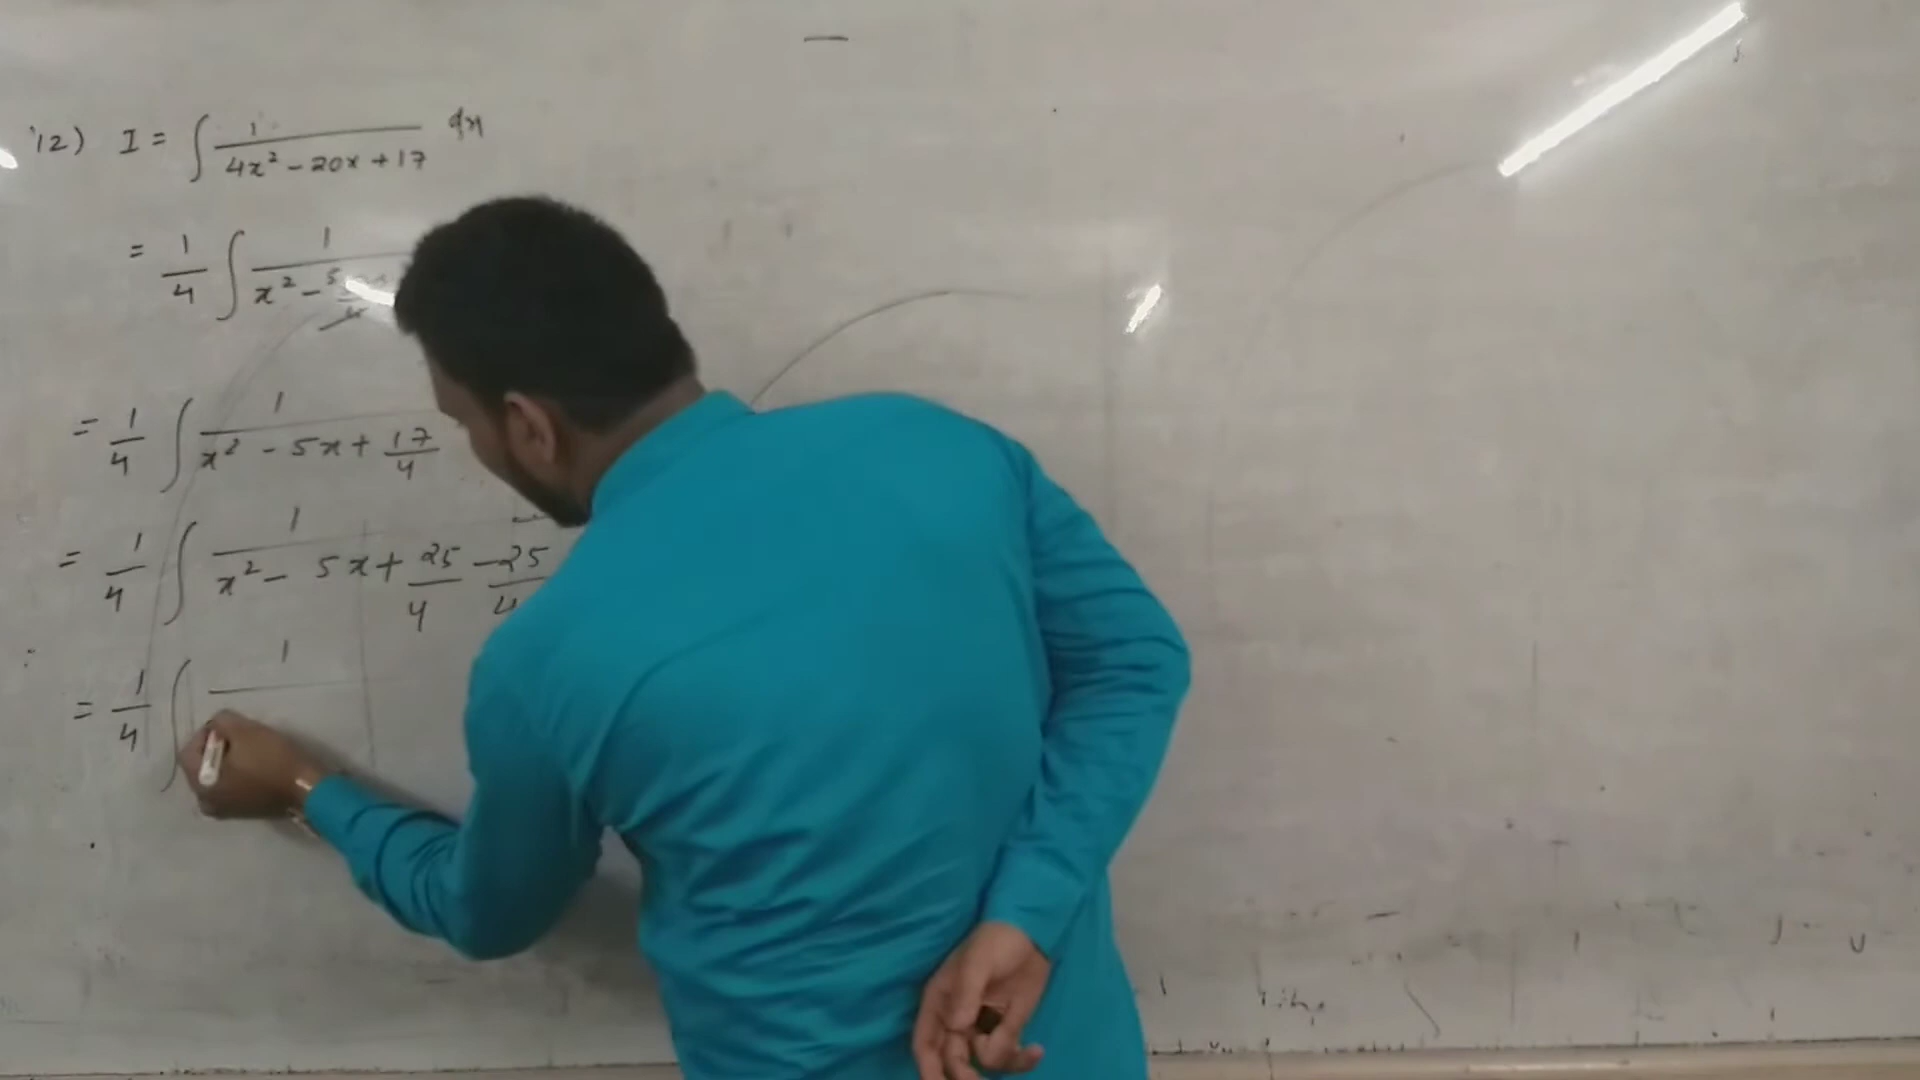 12) I = ∫ 1 / 4x² - 20x + 17 dx
= 1/4 ∫ 1 / x² - 5
= 1/4 ∫ 1 / x² - 5x + 17/4
= 1/4 ∫ 1 / x² - 5x + 25/4 - 25/4
= 1/4 ∫ 1